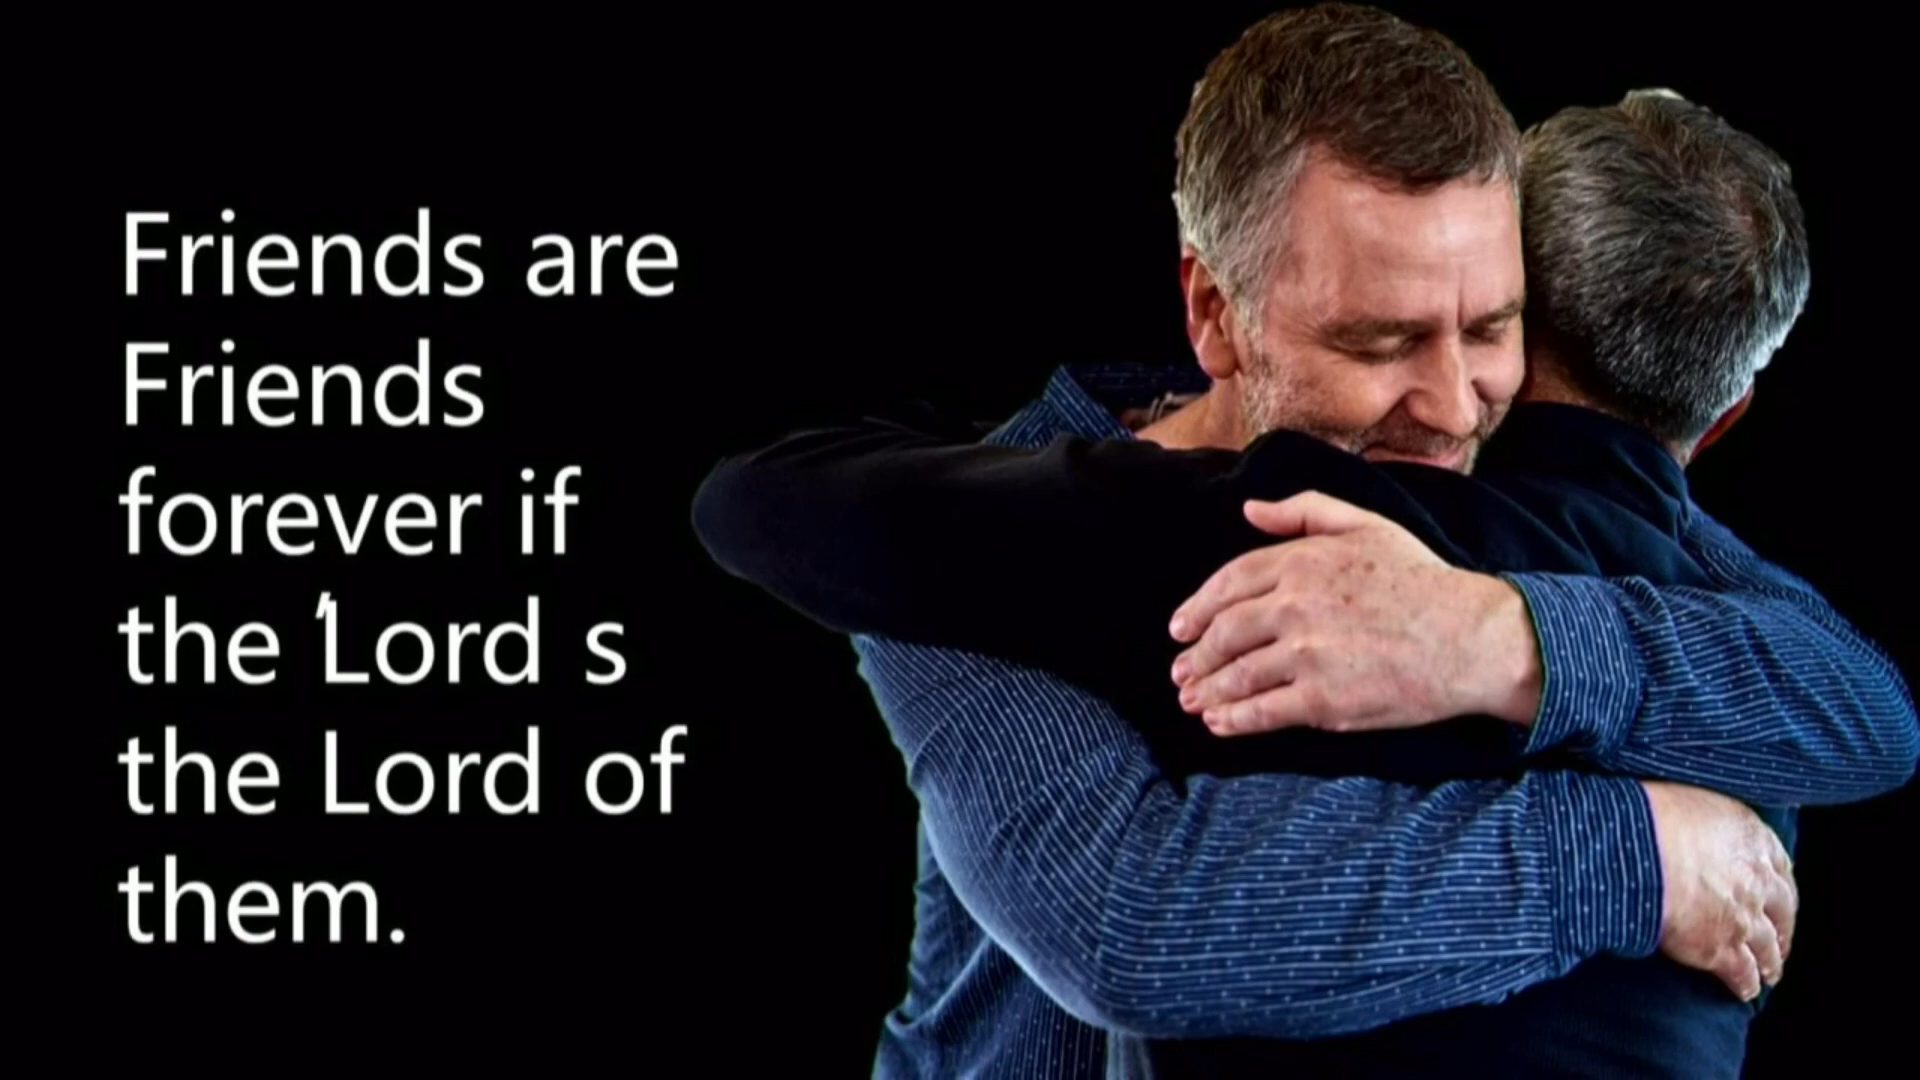 Friends are
Friends
forever if
the 'Lord s
the Lord of
them.